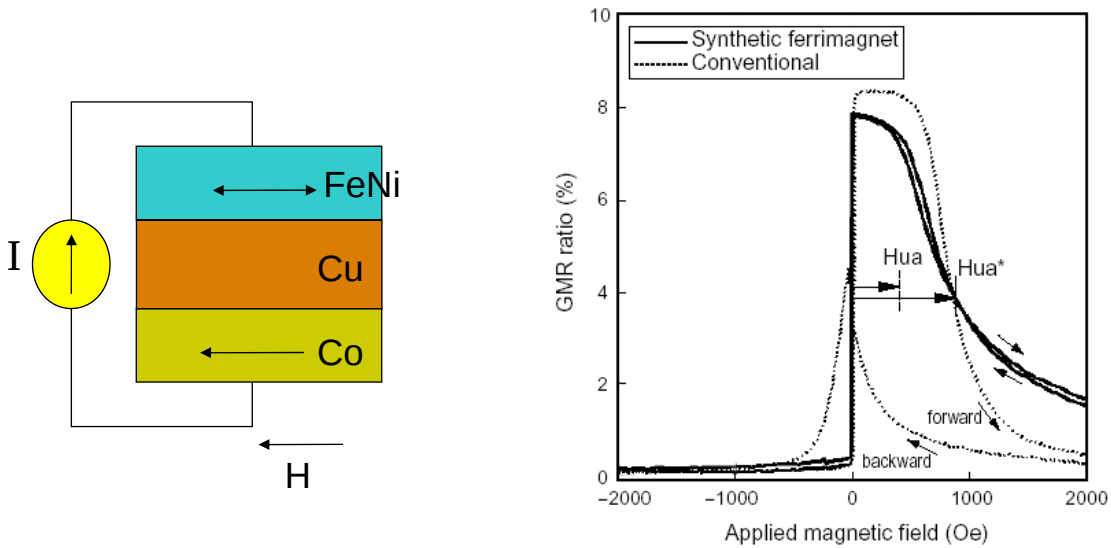 FeNi
I
Cu
Co
H
10
8
6
4
2
0
GMR ratio (%)
Synthetic ferrimagnet
Conventional
Hua
Hua*
forward
backward
−2000
−1000
0
1000
2000
Applied magnetic field (Oe)